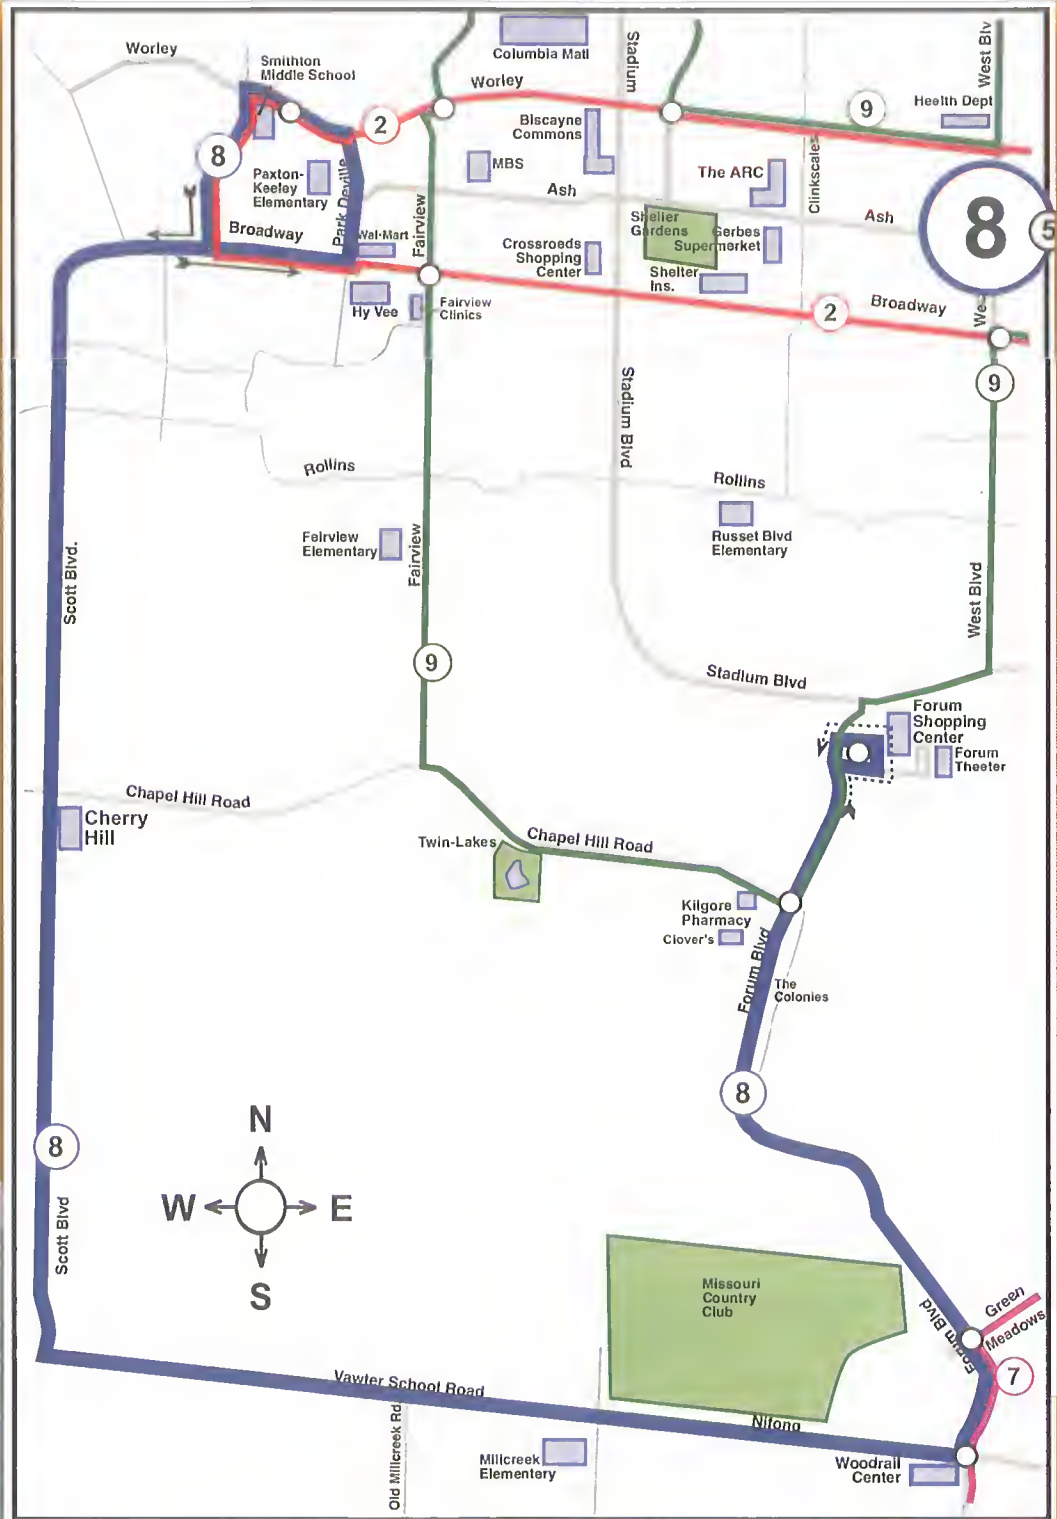 Columbia Mall
Stadium
West Blv
Worley
Smithton
Middle School
Worley
2
9
Health Dept
Biscayne
Commons
8
MBS
Paxton-
Keeley
Elementary
Park Deville
The ARC
Clinkscales
Ash
Ash
8
5
Fairview
Shelter
Gardens
Gerbes
Supermarket
Broadway
Wal-Mart
Crossroads
Shopping
Center
Shelter
Ins.
Hy Vee
Fairview
Clinics
2
Broadway
We
9
Stadium Blvd
Rollins
Rollins
Fairview
Elementary
Fairview
Russet Blvd
Elementary
Scott Blvd.
West Blvd
9
Stadium Blvd
Forum
Shopping
Center
Forum
Theater
Chapel Hill Road
Cherry
Hill
Twin-Lakes
Chapel Hill Road
Kilgore
Pharmacy
Clover's
Forum Blvd
The
Colonies
8
N
8
W
E
S
Scott Blvd
Missouri
Country
Club
Green
Meadows
Forum Blvd
7
Vawter School Road
Nifong
Old Millcreek Rd
Millcreek
Elementary
Woodrail
Center